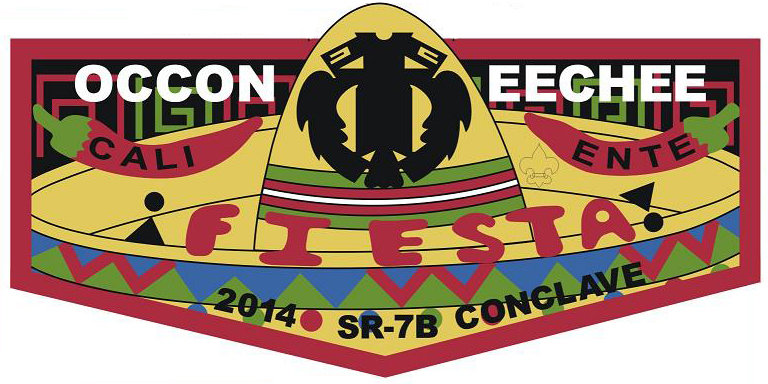 OCCON EECHEE
CALI ENTE
FIESTA
2014 SR-7B CONCLAVE